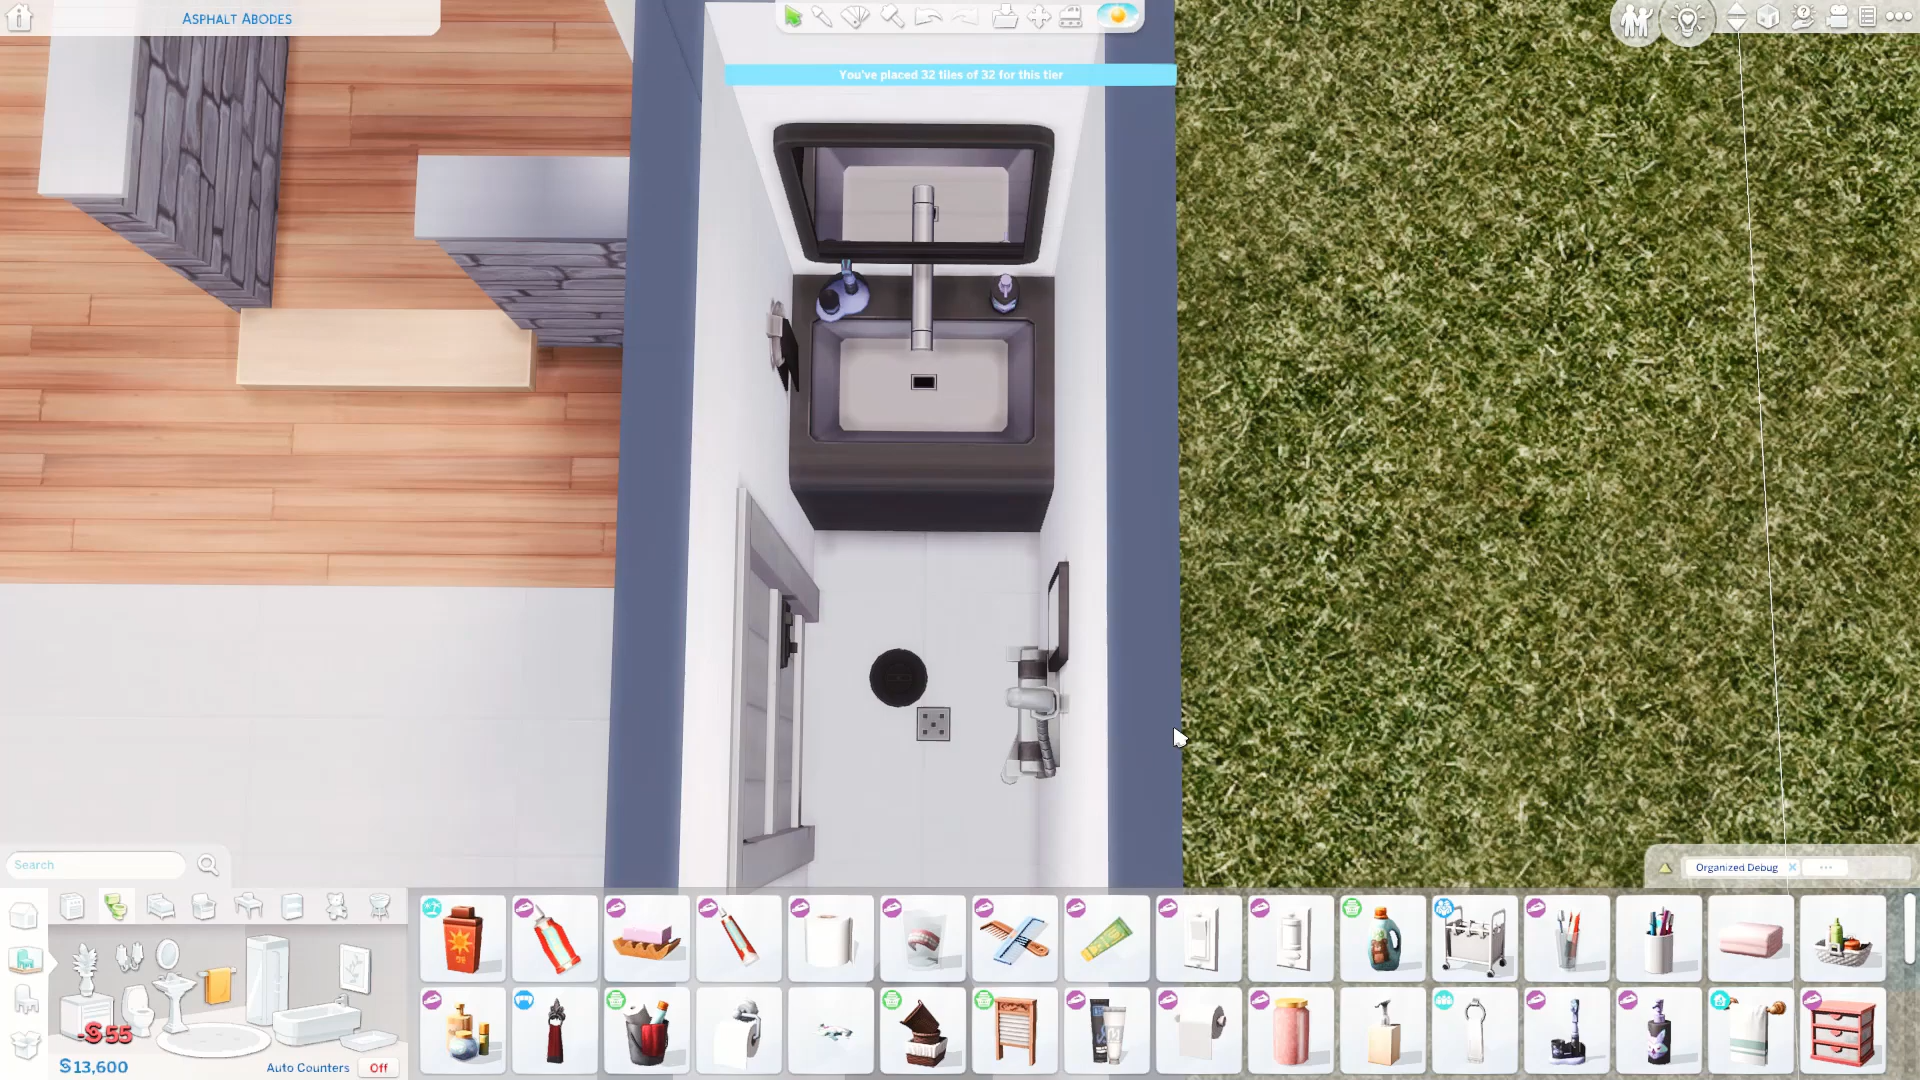 ASPHALT ABODES
You've placed 32 tiles of 32 for this tier
Search
Organized Debug
-§55
§13,600
Auto Counters
Off